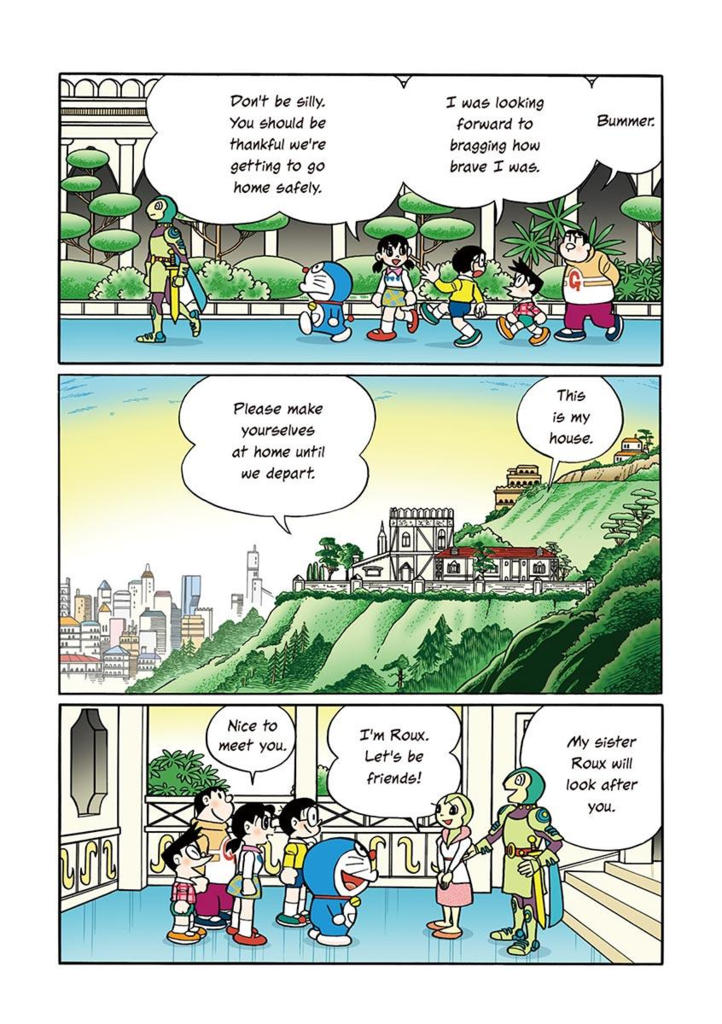 Bummer.
I was looking
forward to
bragging how
brave I was.
Don't be silly.
You should be
thankful we're
getting to go
home safely.
G
This
is my
house.
Please make
yourselves
at home until
we depart.
My sister
Roux will
look after
you.
I'm Roux.
Let's be
friends!
Nice to
meet you.